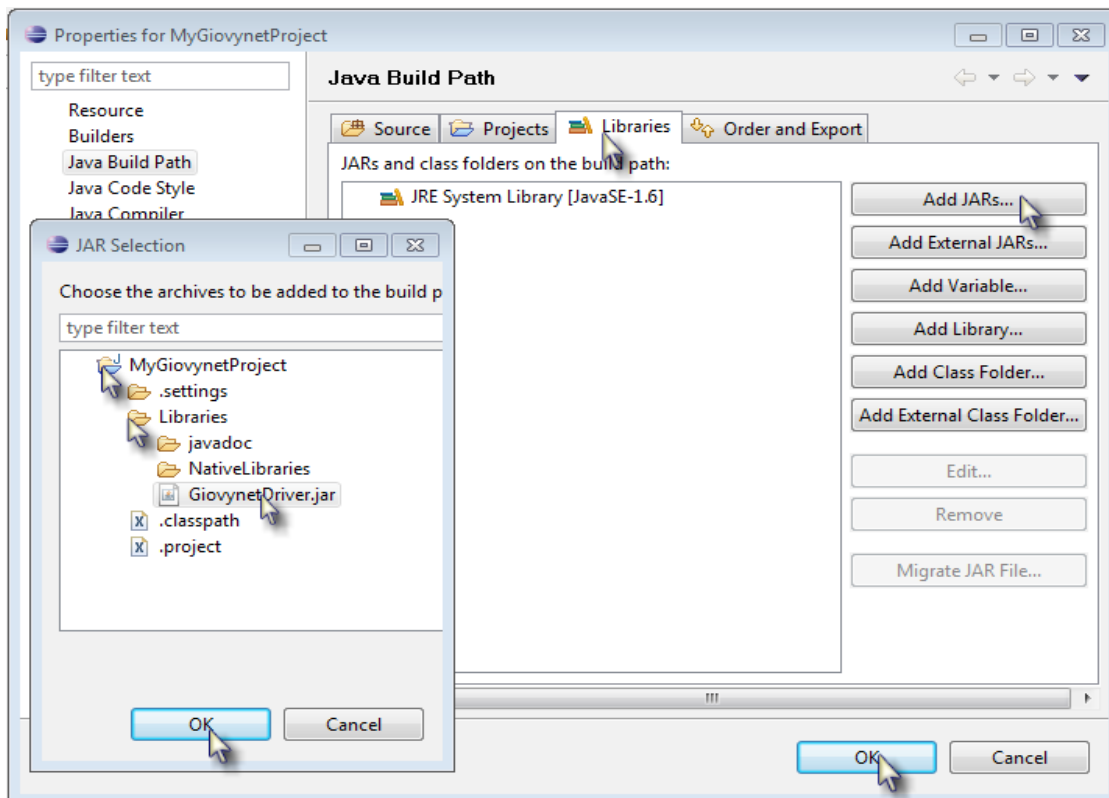 Properties for MyGiovynetProject
type filter text
Resource
Builders
Java Build Path
Java Code Style
Java Compiler
Java Build Path
Source
Projects
Libraries
Order and Export
JARs and class folders on the build path:
JRE System Library [JavaSE-1.6]
Add JARs...
Add External JARs...
Add Variable...
Add Library...
Add Class Folder...
Add External Class Folder...
Edit...
Remove
Migrate JAR File...
OK
Cancel
JAR Selection
Choose the archives to be added to the build p
type filter text
MyGiovynetProject
.settings
Libraries
javadoc
NativeLibraries
GiovynetDriver.jar
.classpath
.project
OK
Cancel